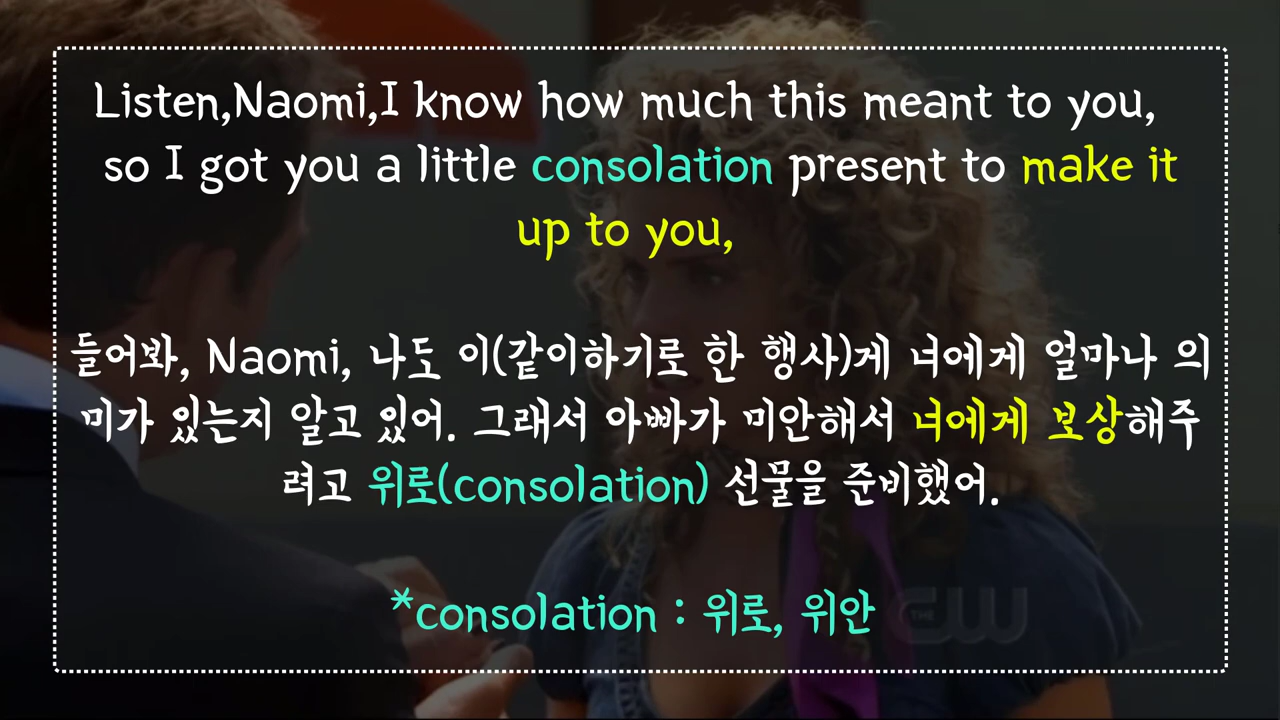 Listen,Naomi,I know how much this meant to you,
so I got you a little consolation present to make it
up to you,
들어봐, Naomi, 나도 이(같이하기로 한 행사)게 너에게 얼마나 의
미가 있는지 알고 있어. 그래서 아빠가 미안해서 너에게 보상해주
려고 위로(consolation) 선물을 준비했어.
*consolation : 위로, 위안
THE CW